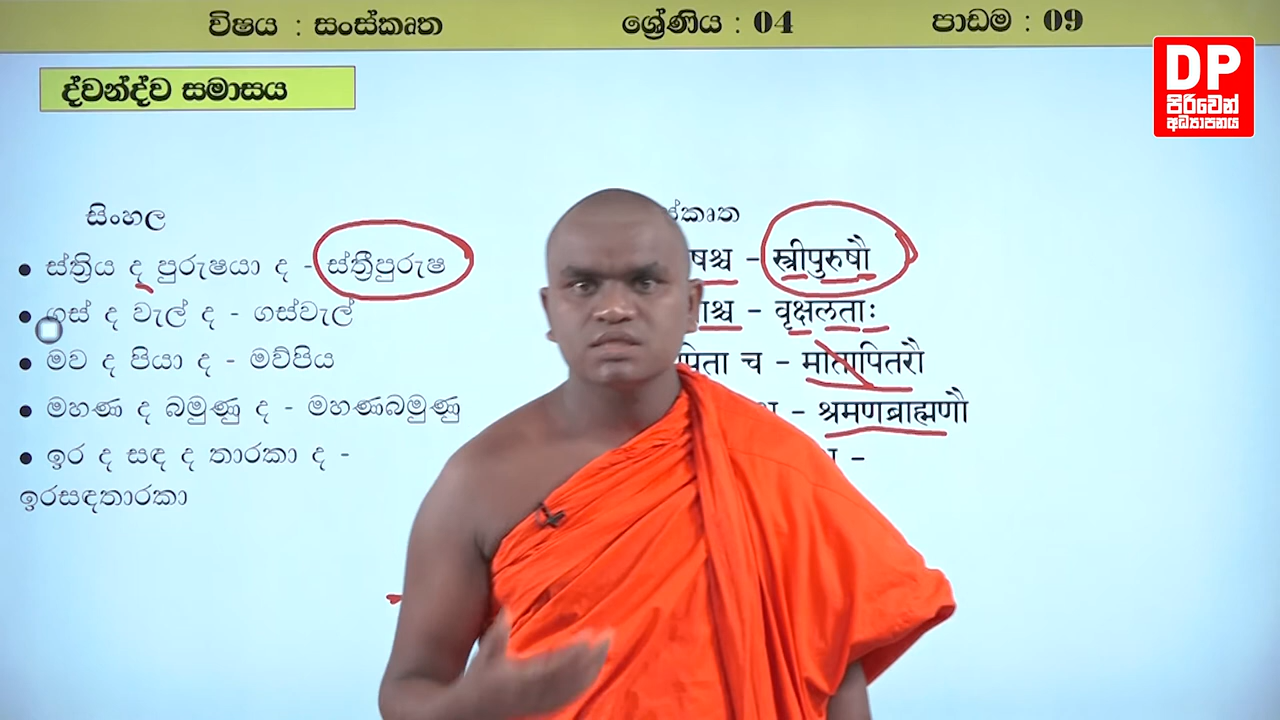 විෂය : සංස්කෘත ශ්‍රේණිය : 04 පාඩම : 09
DP
පිරිවෙන්
අධ්‍යාපනය
ද්වන්ද්ව සමාසය
සිංහල
ස්ත්‍රිය ද පුරුෂයා ද - ස්ත්‍රීපුරුෂ
ගස් ද වැල් ද - ගස්වැල්
මව ද පියා ද - මව්පිය
මහණ ද බමුණු ද - මහණබමුණු
ඉර ද සඳ ද තාරකා ද -
ඉරසඳතාරකා
ස්කෘත
षश्च - स्त्रीपुरुषौ
ाश्च - वृक्षलताः
पिता च - मातापितरौ
- श्रमणब्राह्मणौ
-